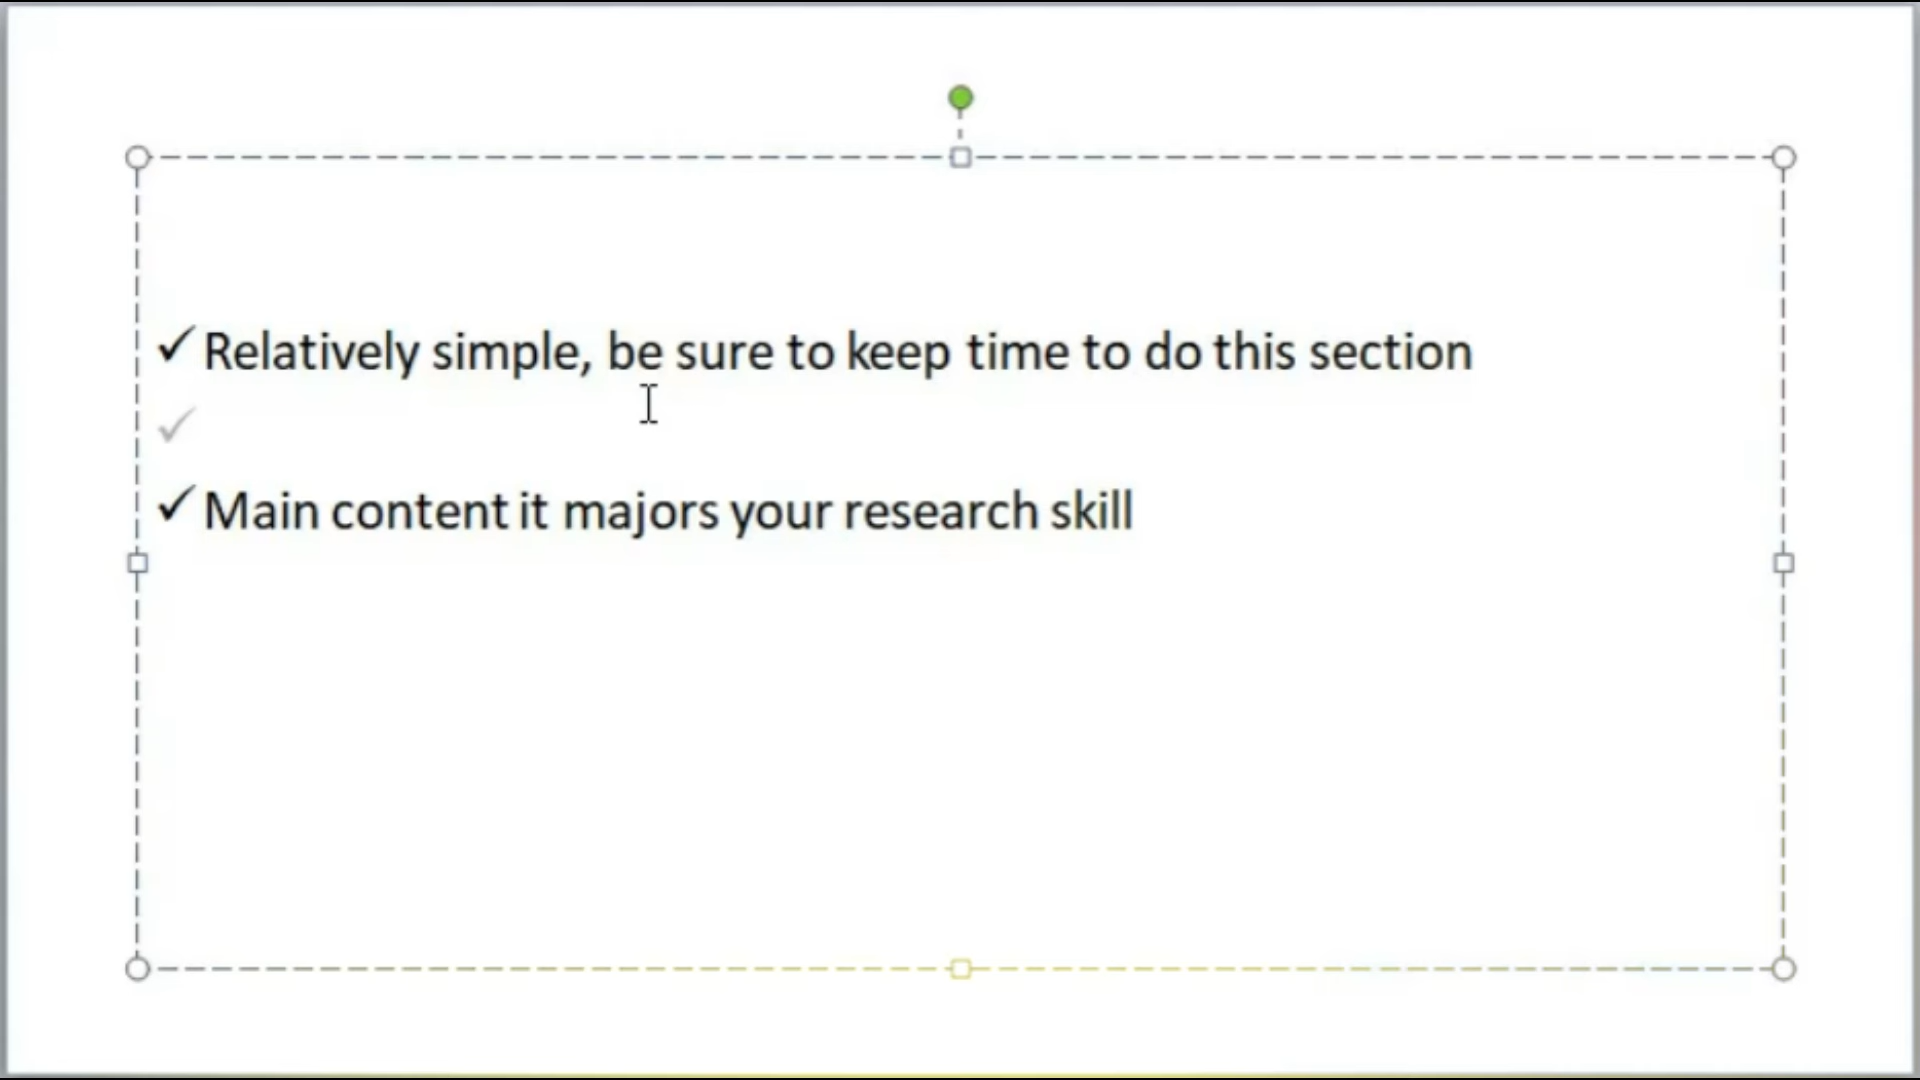 ✓Relatively simple, be sure to keep time to do this section
✓
✓Main content it majors your research skill